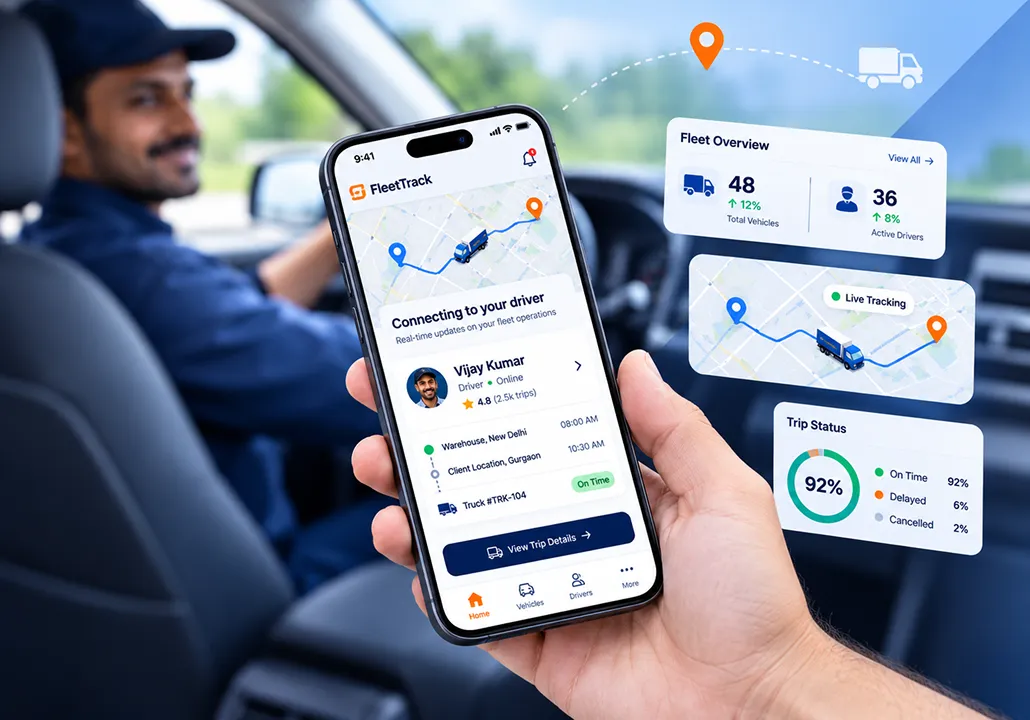 9:41
FleetTrack
Connecting to your driver
Real-time updates on your fleet operations
Vijay Kumar
Driver Online
4.8 (2.5k trips)
Warehouse, New Delhi 08:00 AM
Client Location, Gurgaon 10:30 AM
Truck #TRK-104 On Time
View Trip Details →
Home Vehicles Drivers More
Fleet Overview View All →
48 36
↑ 12% ↑ 8%
Total Vehicles Active Drivers
Live Tracking
Trip Status
92%
On Time 92%
Delayed 6%
Cancelled 2%